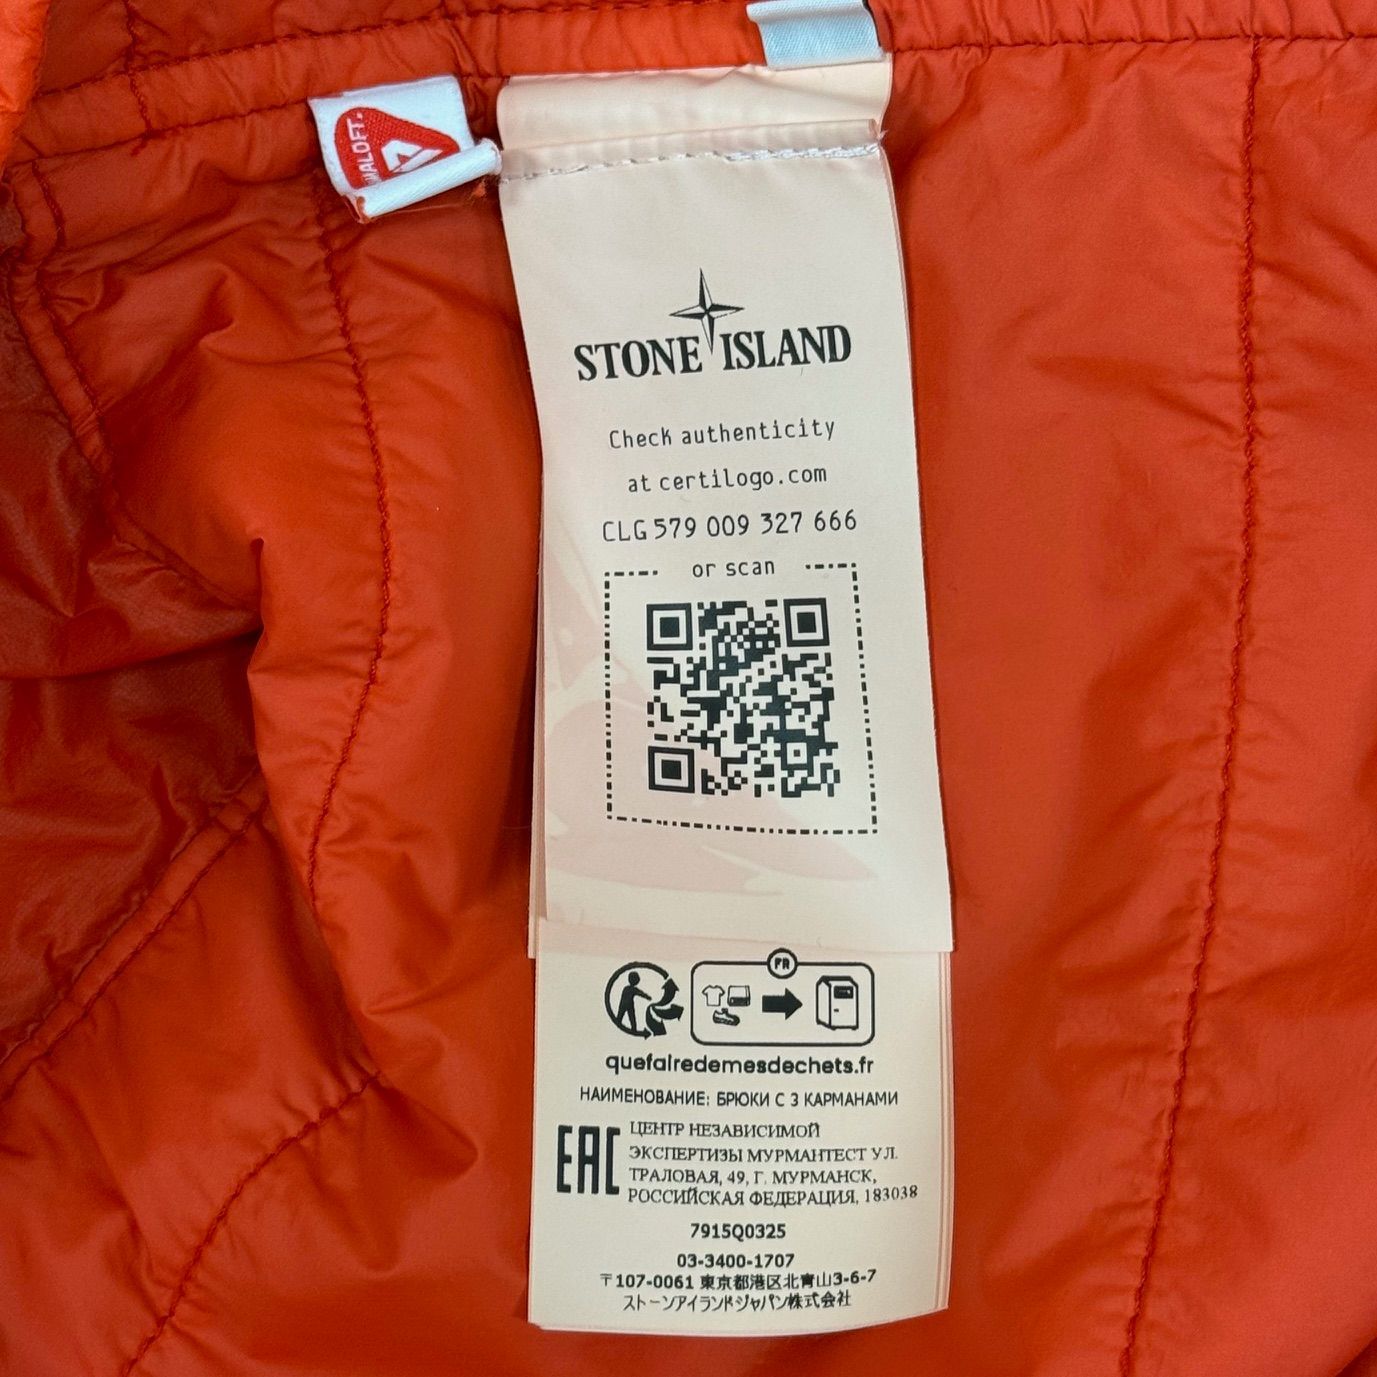 MALOFT.
STONE ISLAND
Check authenticity
at certilogo.com
CLG 579 009 327 666
or scan
FR
quefairedemesdechets.fr
НАИМЕНОВАНИЕ: БРЮКИ С 3 КАРМАНАМИ
EAC
ЦЕНТР НЕЗАВИСИМОЙ
ЭКСПЕРТИЗЫ МУРМАНТЕСТ УЛ.
ТРАЛОВАЯ, 49, Г. МУРМАНСК,
РОССИЙСКАЯ ФЕДЕРАЦИЯ, 183038
7915Q0325
03-3400-1707
〒107-0061 東京都港区北青山3-6-7
ストーンアイランドジャパン株式会社